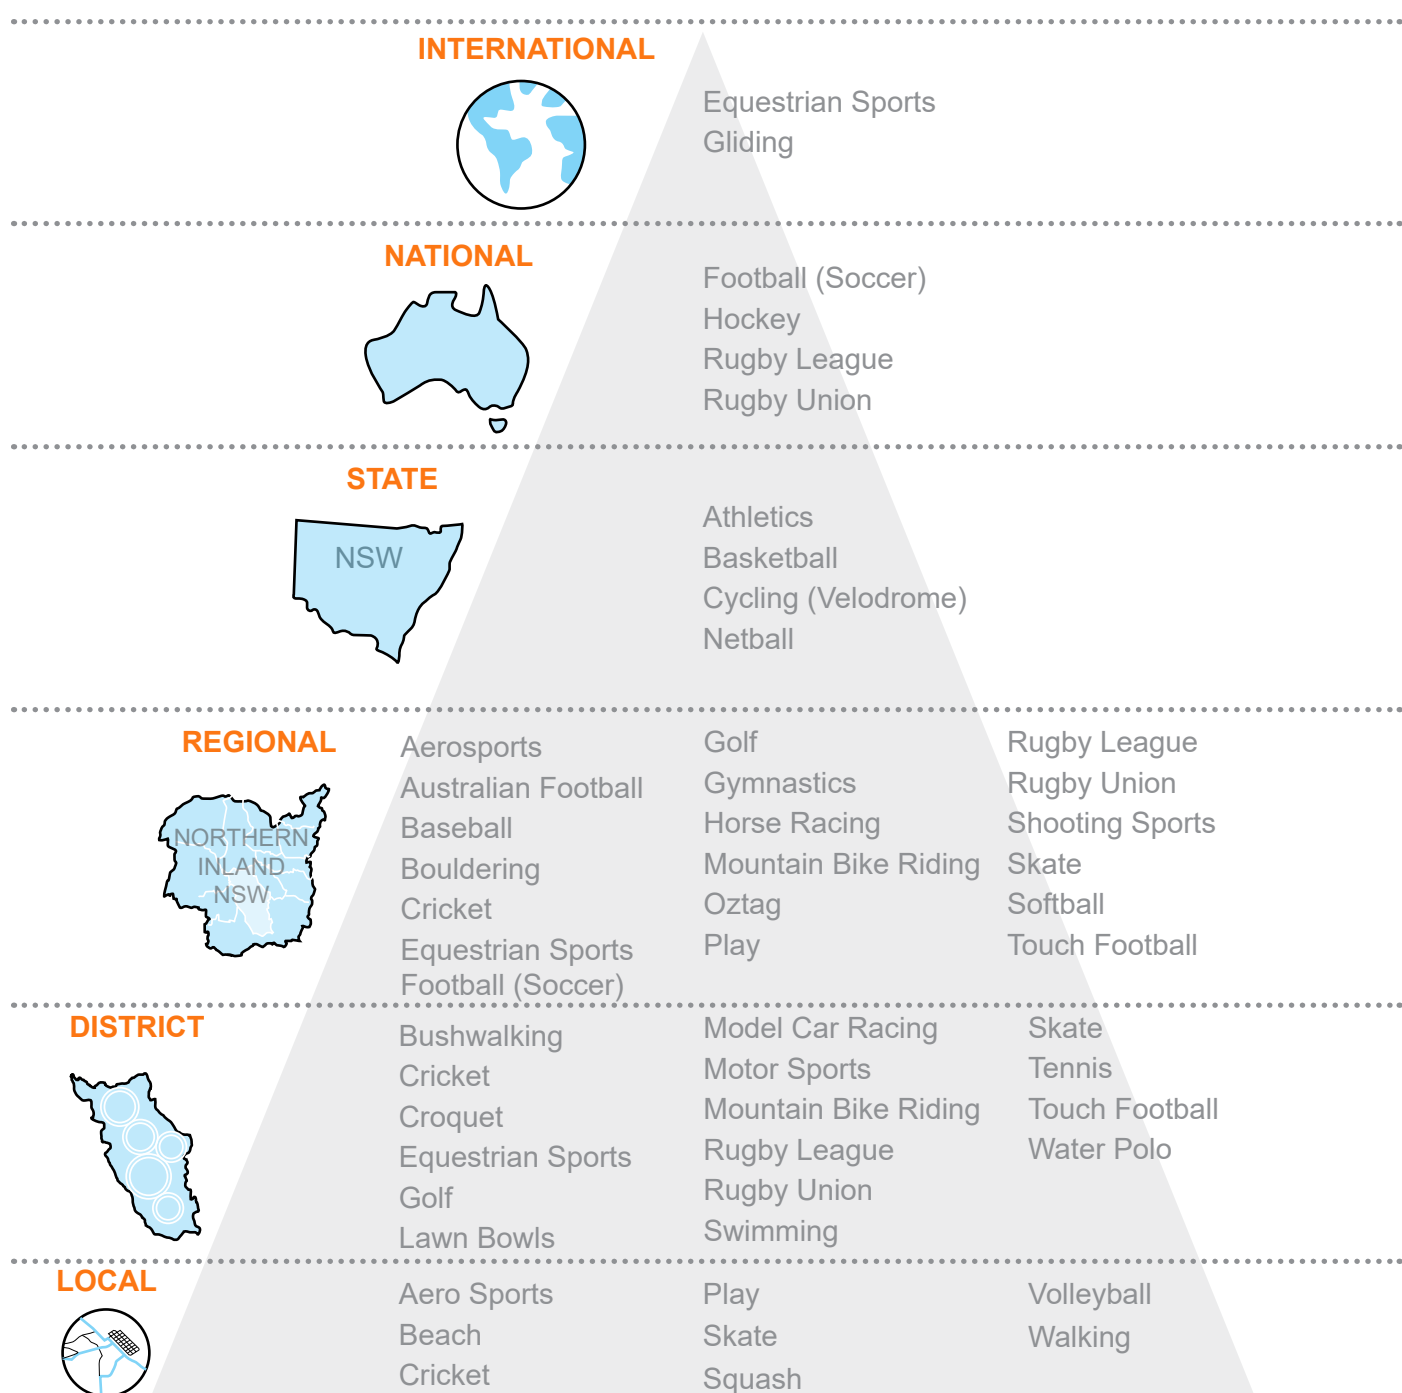 INTERNATIONAL
Equestrian Sports
Gliding
NATIONAL
Football (Soccer)
Hockey
Rugby League
Rugby Union
STATE
NSW
Athletics
Basketball
Cycling (Velodrome)
Netball
REGIONAL
NORTHERN
INLAND
NSW
Aerosports
Australian Football
Baseball
Bouldering
Cricket
Equestrian Sports
Football (Soccer)
Golf
Gymnastics
Horse Racing
Mountain Bike Riding
Oztag
Play
Rugby League
Rugby Union
Shooting Sports
Skate
Softball
Touch Football
DISTRICT
Bushwalking
Cricket
Croquet
Equestrian Sports
Golf
Lawn Bowls
Model Car Racing
Motor Sports
Mountain Bike Riding
Rugby League
Rugby Union
Swimming
Skate
Tennis
Touch Football
Water Polo
LOCAL
Aero Sports
Beach
Cricket
Play
Skate
Squash
Volleyball
Walking